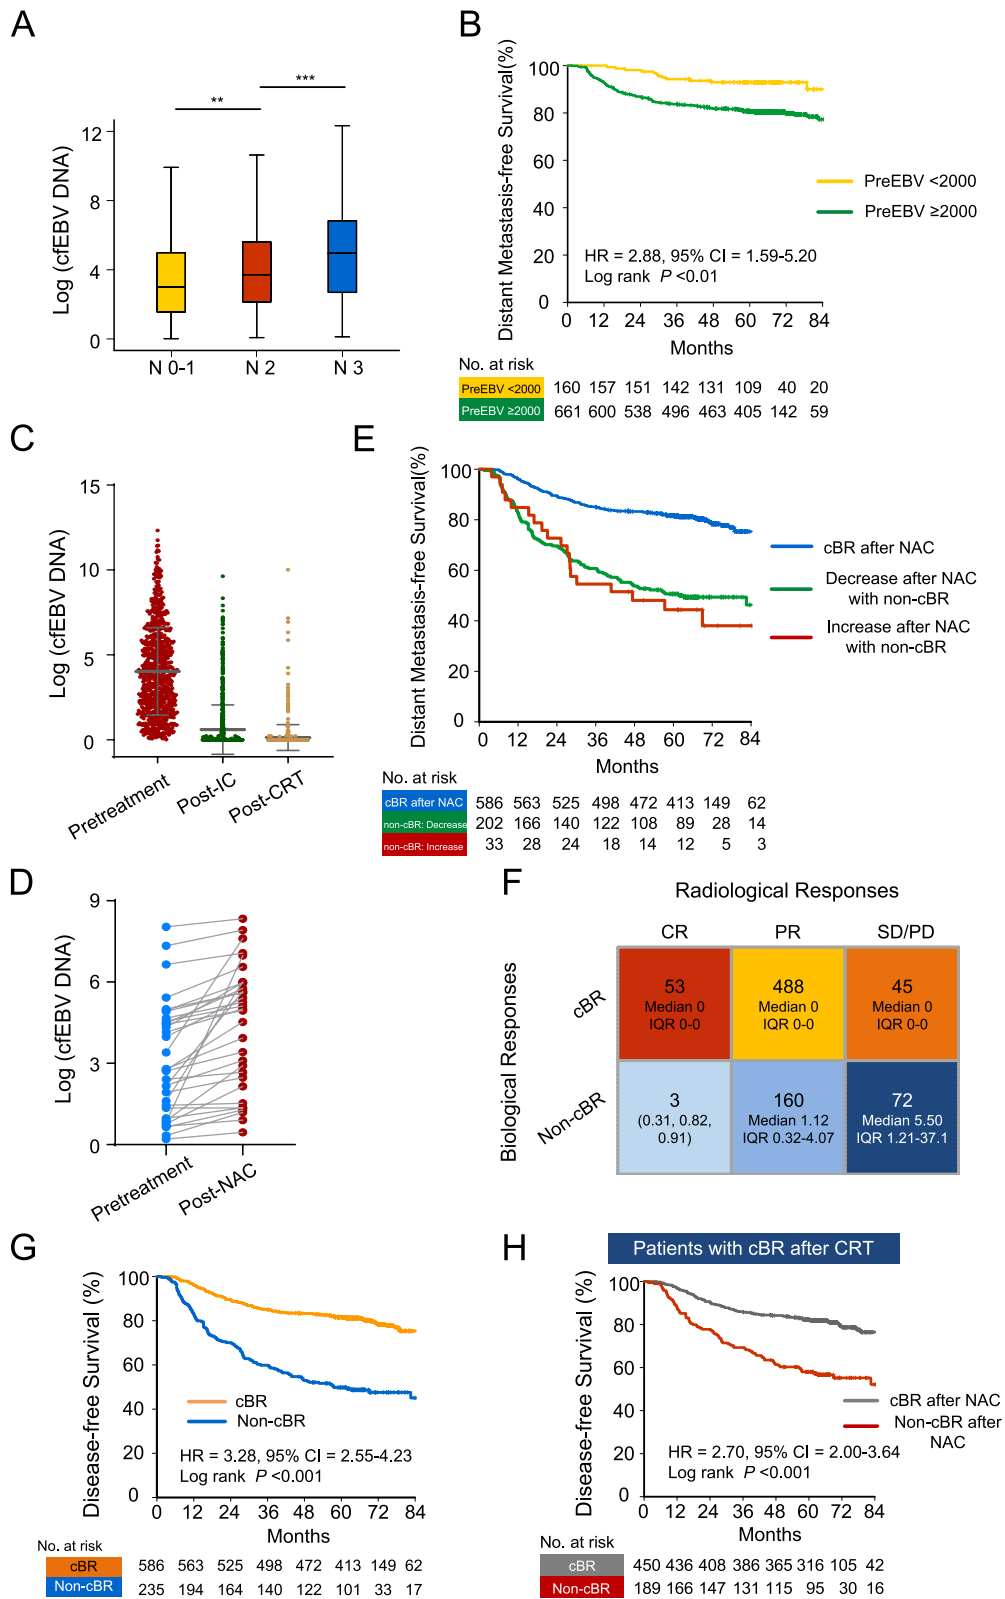 A
Log (cfEBV DNA)
12
8
4
0
**
***
N 0-1
N 2
N 3
B
Distant Metastasis-free Survival(%)
100
80
60
40
20
0
PreEBV <2000
PreEBV ≥2000
HR = 2.88, 95% CI = 1.59-5.20
Log rank P <0.01
0 12 24 36 48 60 72 84
Months
No. at risk
PreEBV <2000 160 157 151 142 131 109 40 20
PreEBV ≥2000 661 600 538 496 463 405 142 59
C
Log (cfEBV DNA)
15
10
5
0
Pretreatment
Post-IC
Post-CRT
E
Distant Metastasis-free Survival(%)
100
80
60
40
20
0
cBR after NAC
Decrease after NAC
with non-cBR
Increase after NAC
with non-cBR
0 12 24 36 48 60 72 84
Months
No. at risk
cBR after NAC 586 563 525 498 472 413 149 62
non-cBR: Decrease 202 166 140 122 108 89 28 14
non-cBR: Increase 33 28 24 18 14 12 5 3
D
Log (cfEBV DNA)
9
6
3
0
Pretreatment
Post-NAC
F
Radiological Responses
CR PR SD/PD
Biological Responses
cBR
53
Median 0
IQR 0-0
488
Median 0
IQR 0-0
45
Median 0
IQR 0-0
Non-cBR
3
(0.31, 0.82,
0.91)
160
Median 1.12
IQR 0.32-4.07
72
Median 5.50
IQR 1.21-37.1
G
Disease-free Survival (%)
100
80
60
40
20
0
cBR
Non-cBR
HR = 3.28, 95% CI = 2.55-4.23
Log rank P <0.001
0 12 24 36 48 60 72 84
Months
No. at risk
cBR 586 563 525 498 472 413 149 62
Non-cBR 235 194 164 140 122 101 33 17
H
Patients with cBR after CRT
Disease-free Survival (%)
100
80
60
40
20
0
cBR after NAC
Non-cBR after
NAC
HR = 2.70, 95% CI = 2.00-3.64
Log rank P <0.001
0 12 24 36 48 60 72 84
Months
No. at risk
cBR 450 436 408 386 365 316 105 42
Non-cBR 189 166 147 131 115 95 30 16